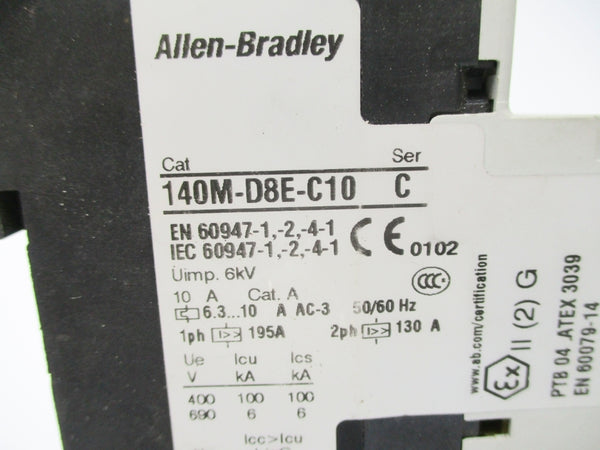 Allen-Bradley
Cat Ser
140M-D8E-C10 C
EN 60947-1,-2,-4-1
IEC 60947-1,-2,-4-1
CE 0102
Uimp. 6kV
CCC
10 A Cat. A
6.3...10 A AC-3 50/60 Hz
1ph I>> 195A 2ph I>> 130 A
Ue Icu Ics
V kA kA
400 100 100
690 6 6
Icc>Icu
www.ab.com/certification
Ex II (2) G
PTB 04 ATEX 3039
EN 60079-14